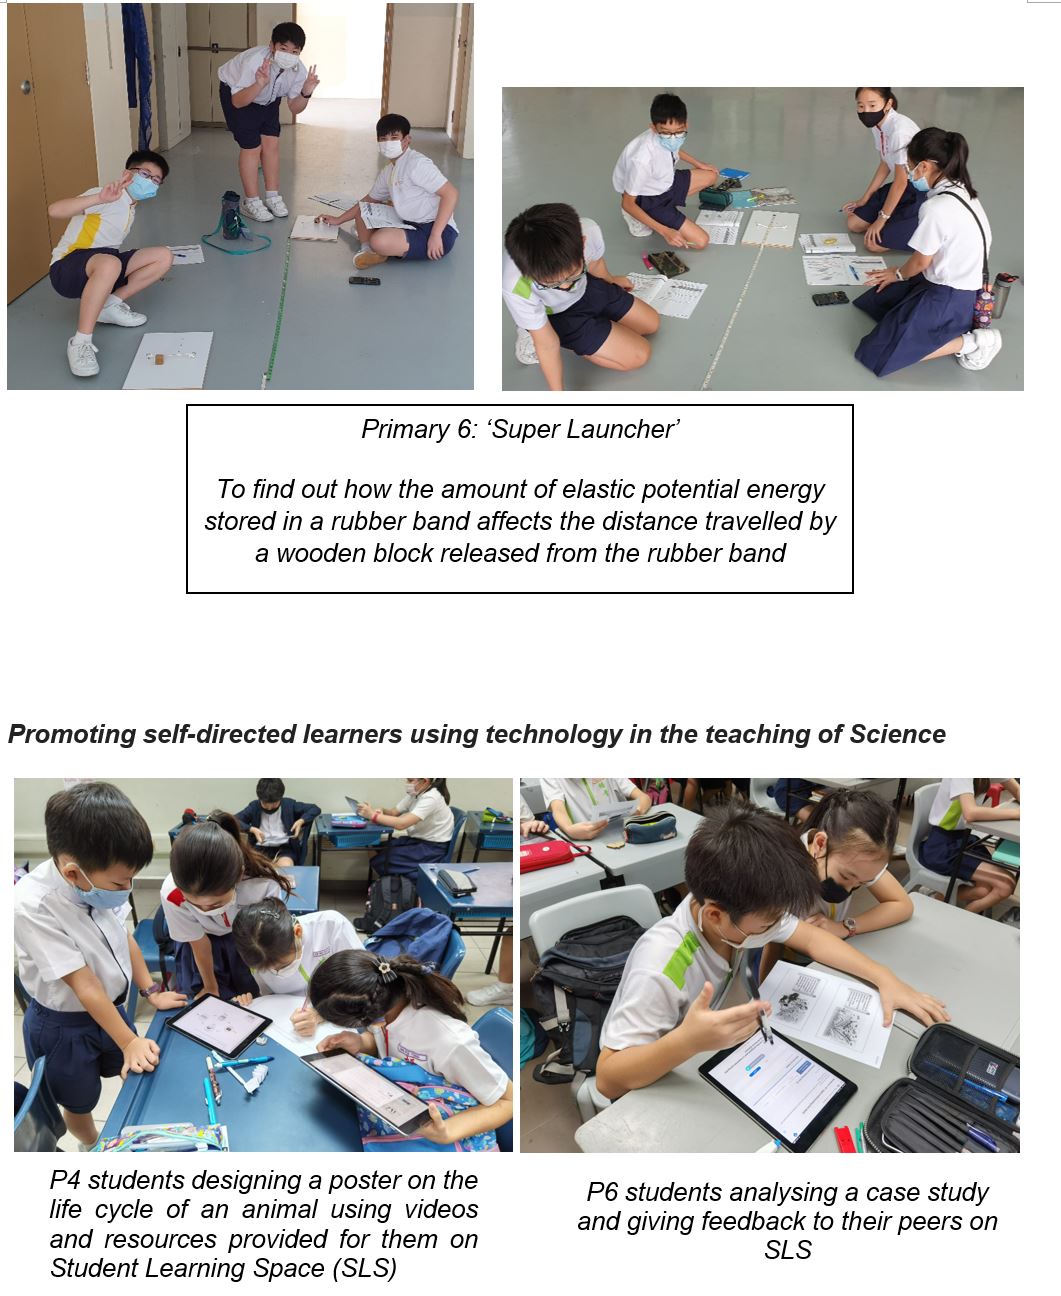 Primary 6: ‘Super Launcher’
To find out how the amount of elastic potential energy
stored in a rubber band affects the distance travelled by
a wooden block released from the rubber band
Promoting self-directed learners using technology in the teaching of Science
P4 students designing a poster on the
life cycle of an animal using videos
and resources provided for them on
Student Learning Space (SLS)
P6 students analysing a case study
and giving feedback to their peers on
SLS